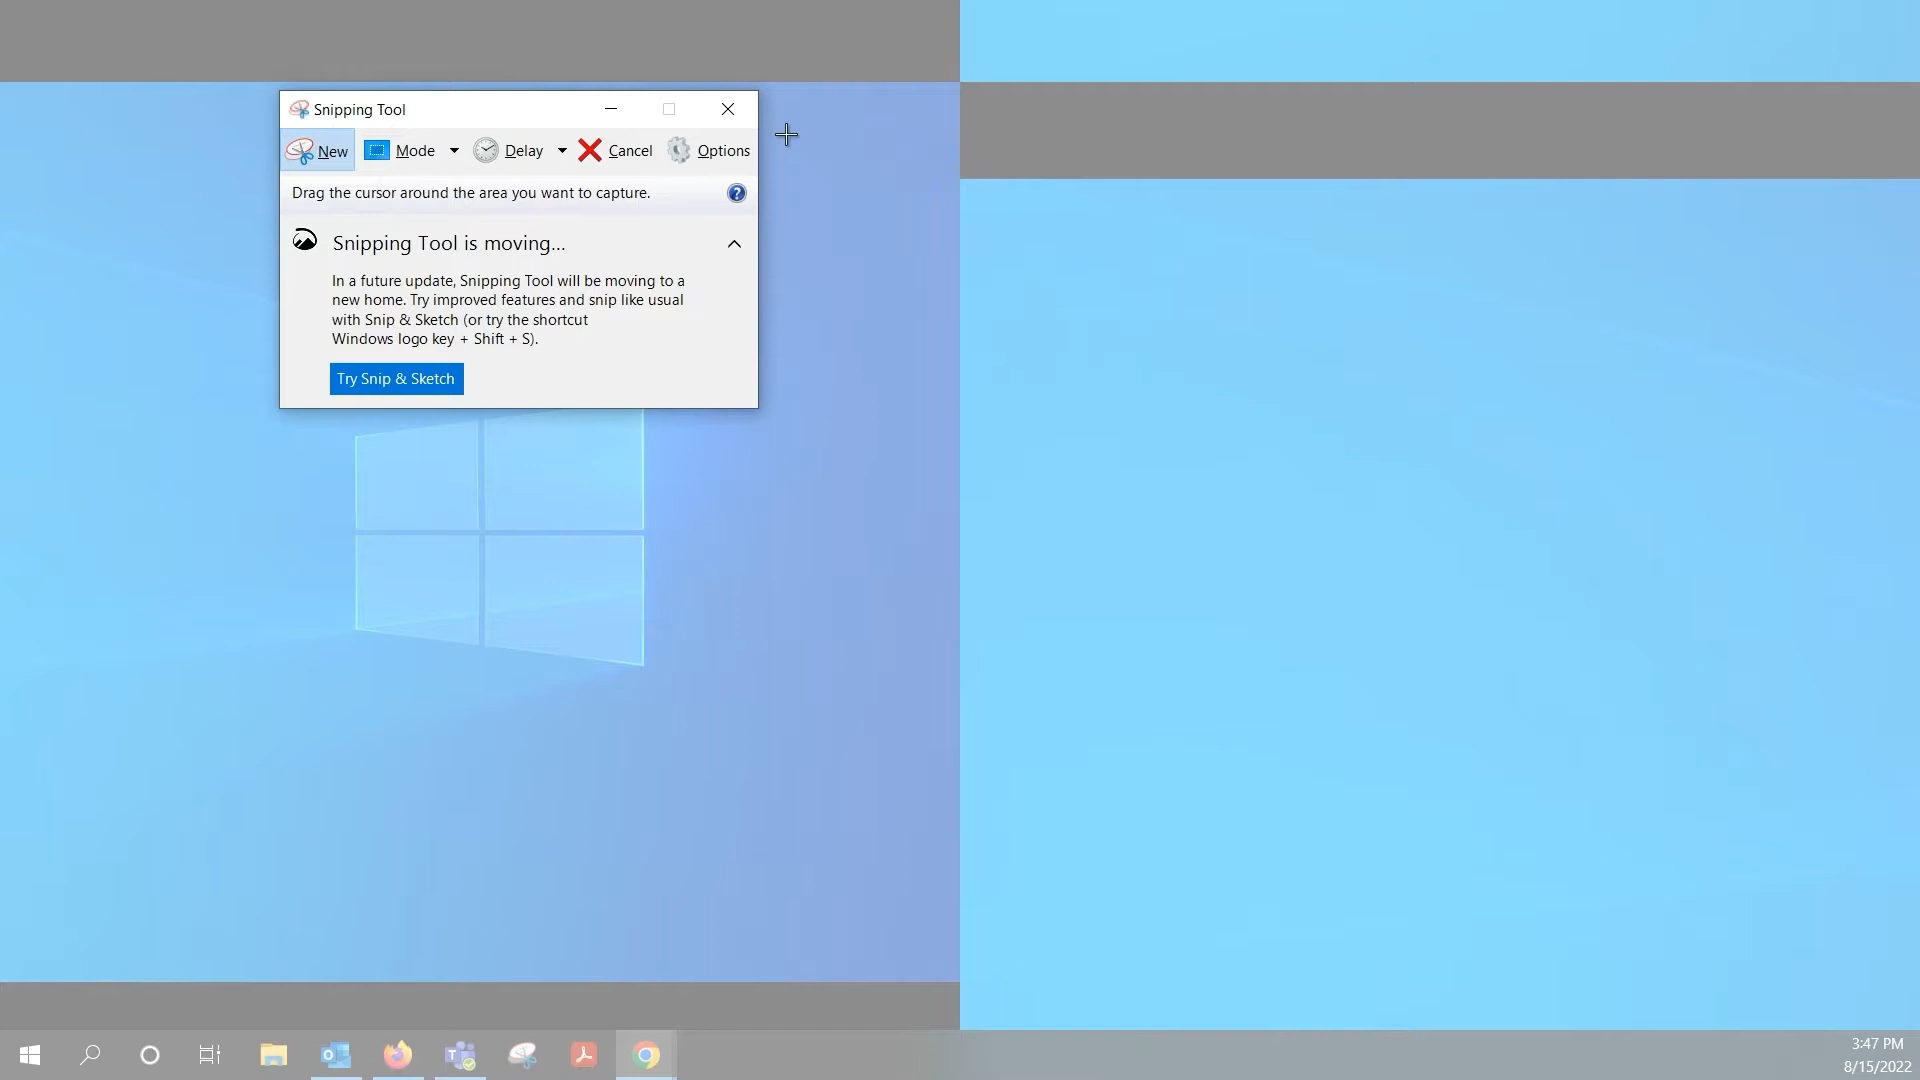 Snipping Tool
New Mode Delay Cancel Options
Drag the cursor around the area you want to capture.
?
Snipping Tool is moving...
In a future update, Snipping Tool will be moving to a
new home. Try improved features and snip like usual
with Snip & Sketch (or try the shortcut
Windows logo key + Shift + S).
Try Snip & Sketch
3:47 PM
8/15/2022